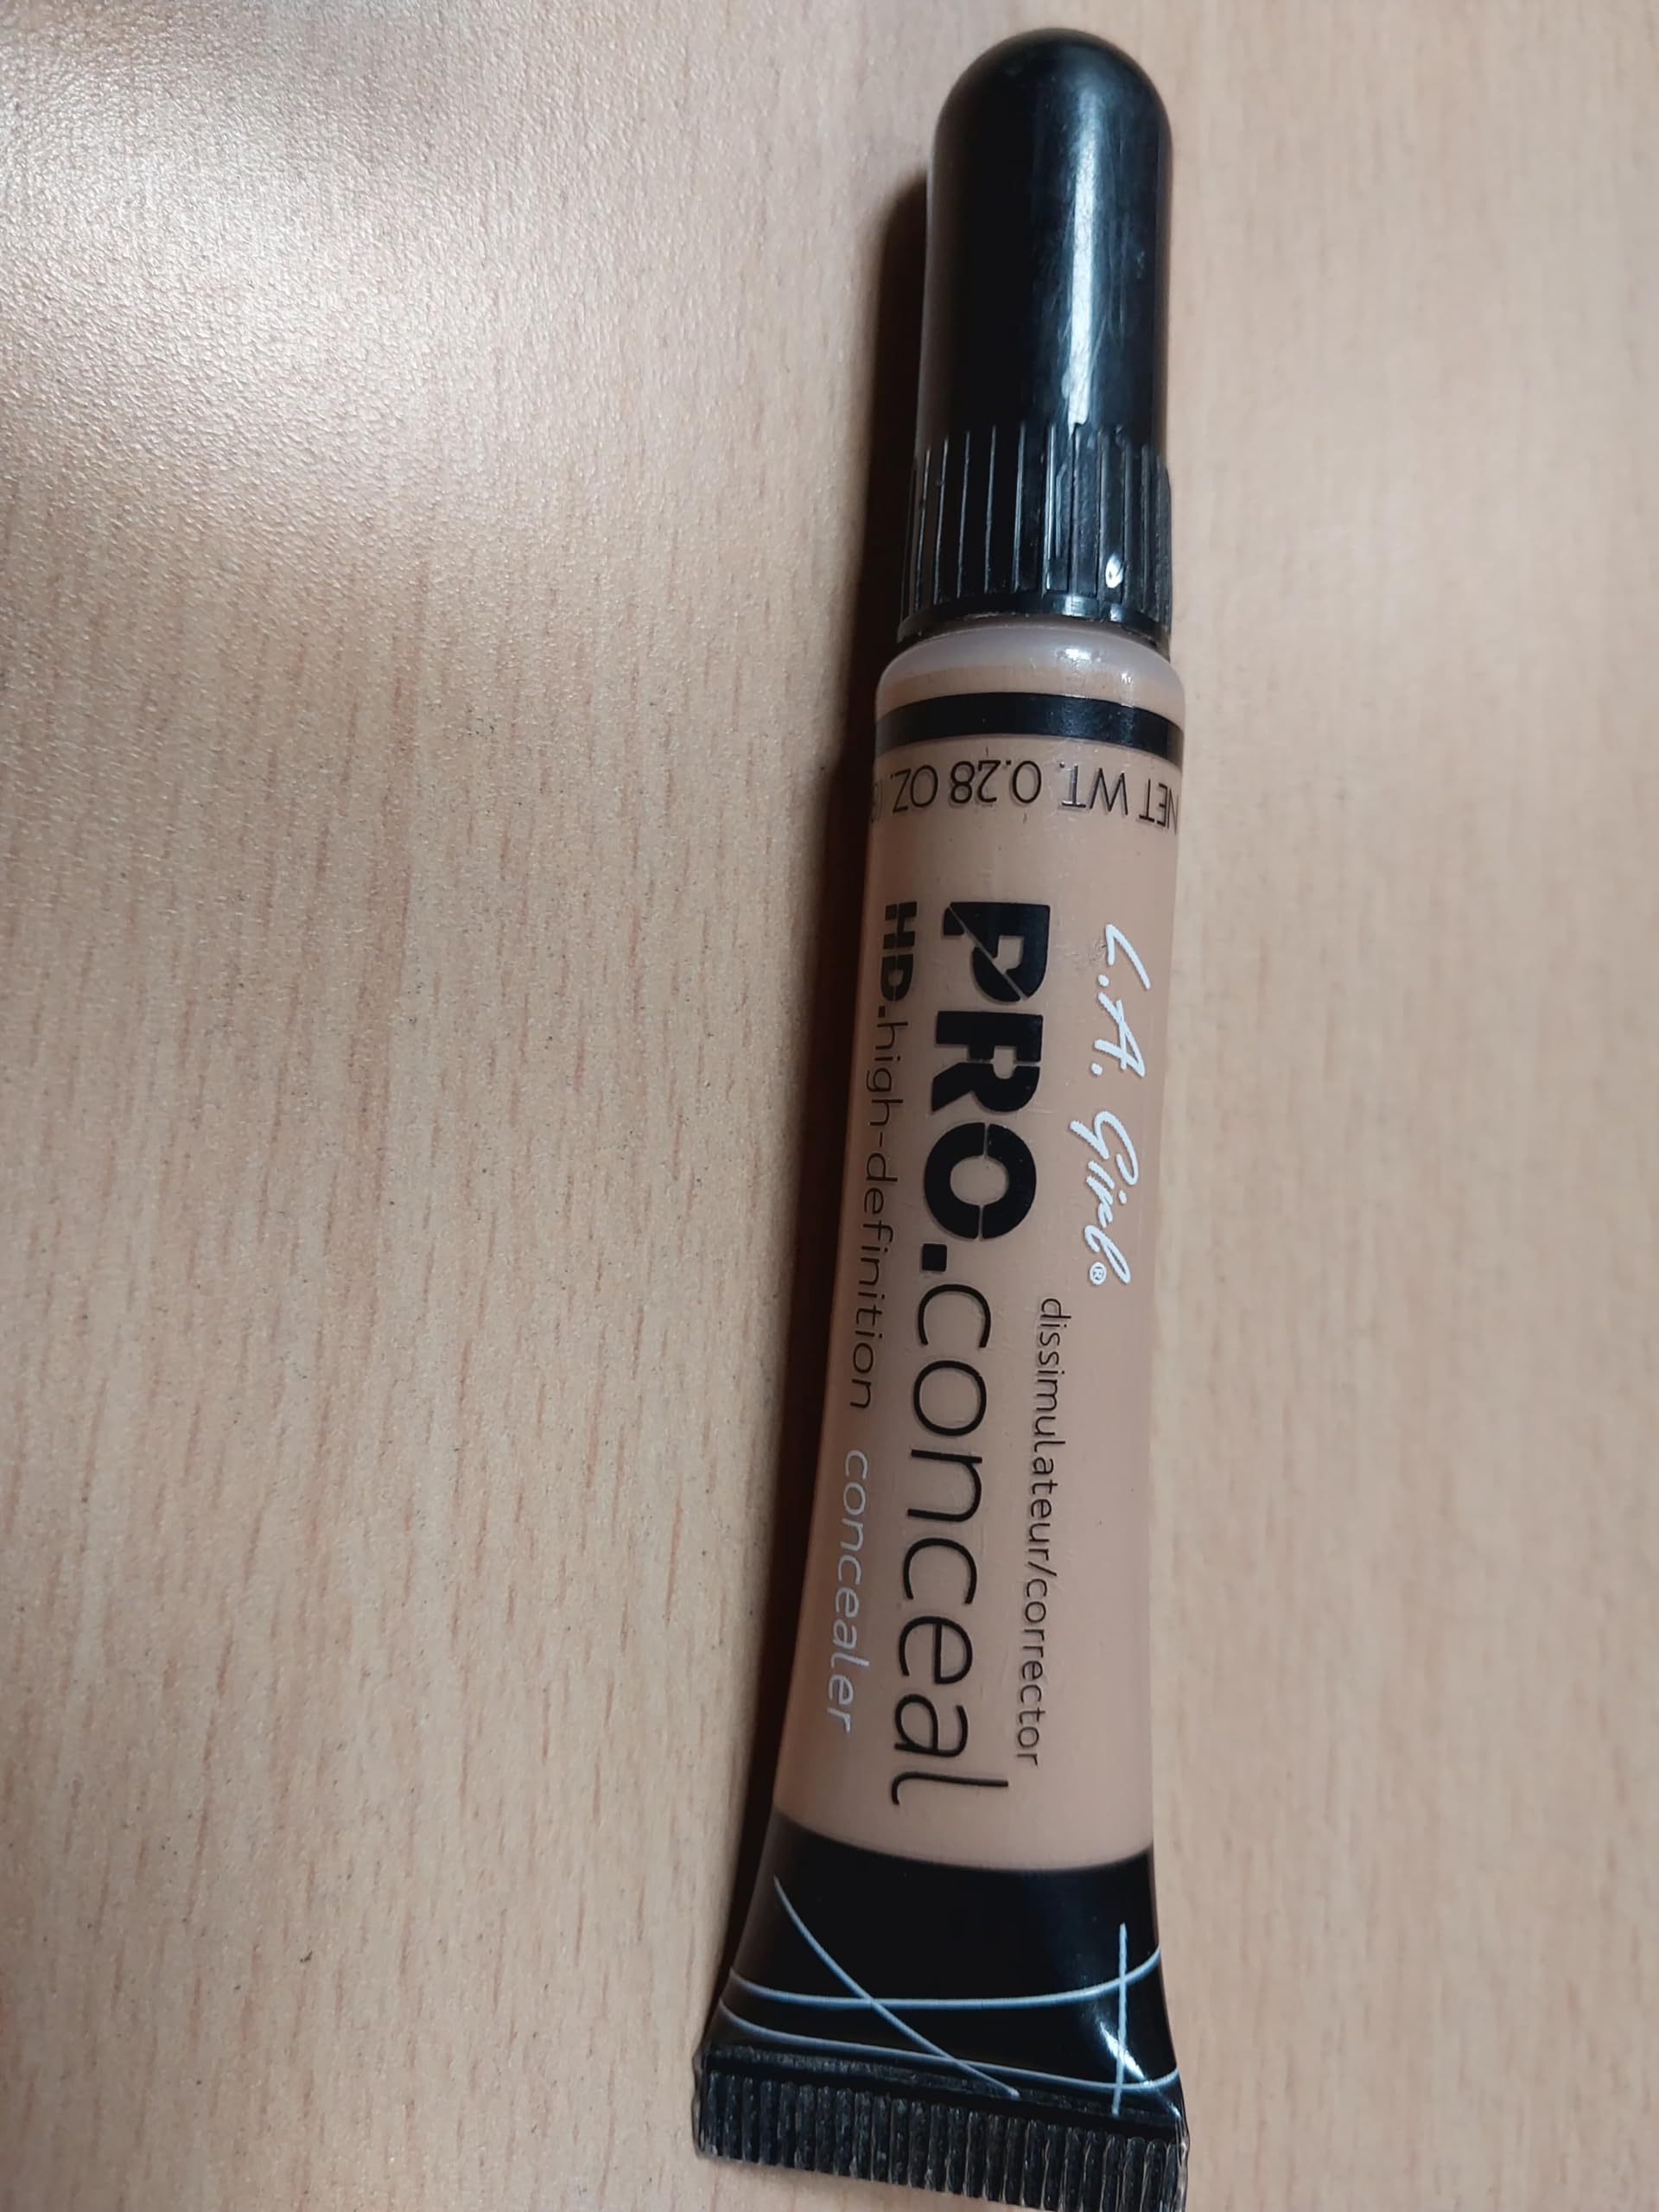 NET WT. 0.28 OZ.
L.A. Girl®
dissimulateur/corrector
PRO.conceal
HD.high-definition concealer